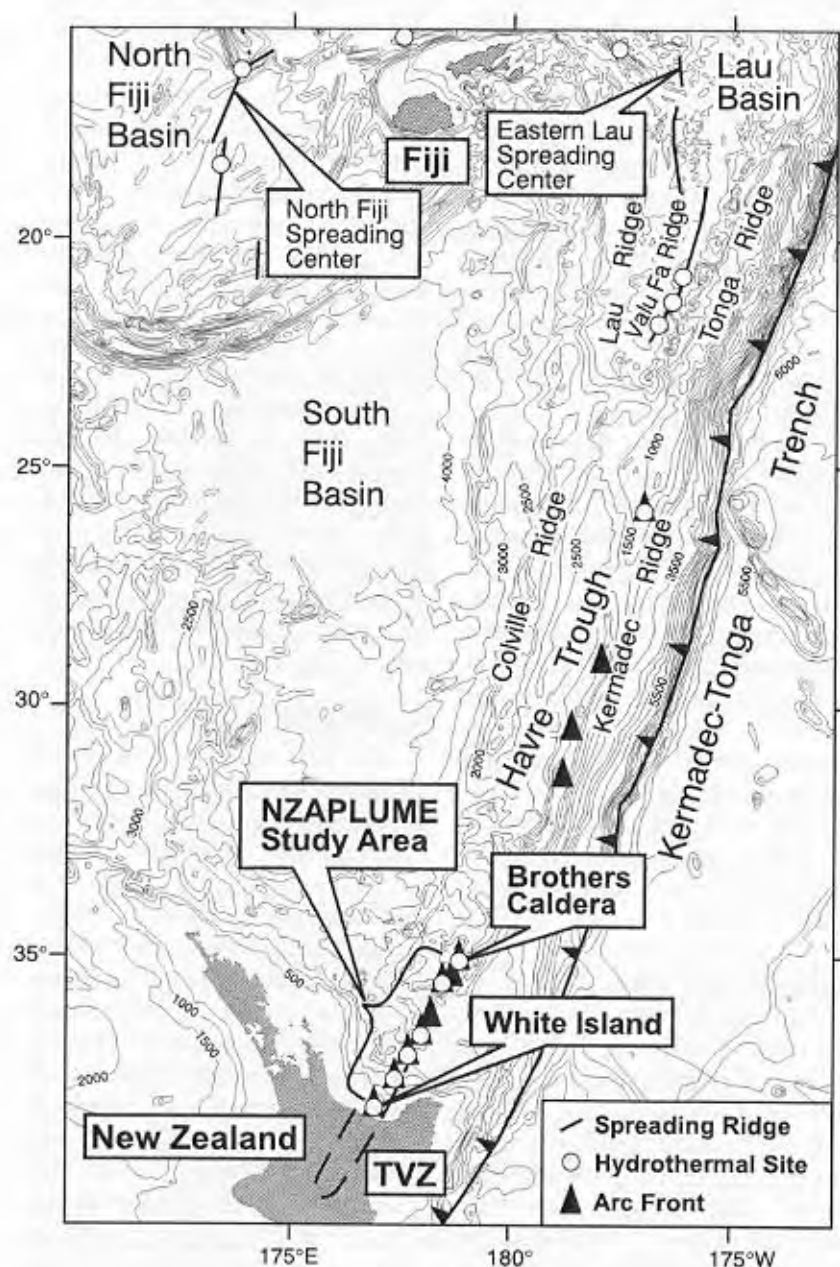 North
Fiji
Basin
Lau
Basin
Fiji
Eastern Lau
Spreading
Center
North Fiji
Spreading
Center
20°
Lau Ridge
Valu Fa Ridge
Tonga Ridge
6000
Trench
South
Fiji
Basin
4000
25°
1000
2500
3000
Ridge
2500
1500
Ridge
3500
5500
2500
Colville
Trough
Kermadec
30°
5500
Havre
Kermadec-Tonga
2000
3000
NZAPLUME
Study Area
Brothers
Caldera
35°
500
1000
1500
White Island
2000
New Zealand
TVZ
Spreading Ridge
Hydrothermal Site
Arc Front
175°E
180°
175°W